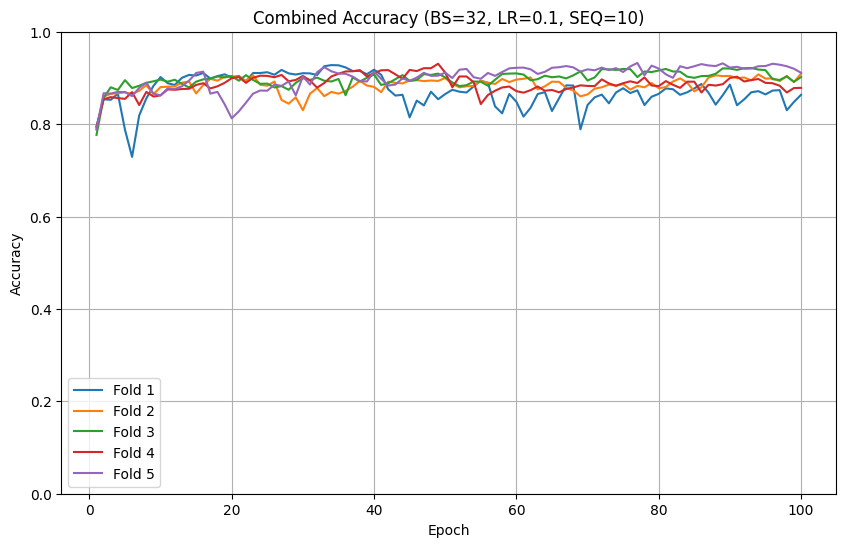 Combined Accuracy (BS=32, LR=0.1, SEQ=10)
Accuracy
1.0
0.8
0.6
0.4
0.2
0.0
Fold 1
Fold 2
Fold 3
Fold 4
Fold 5
0 20 40 60 80 100
Epoch